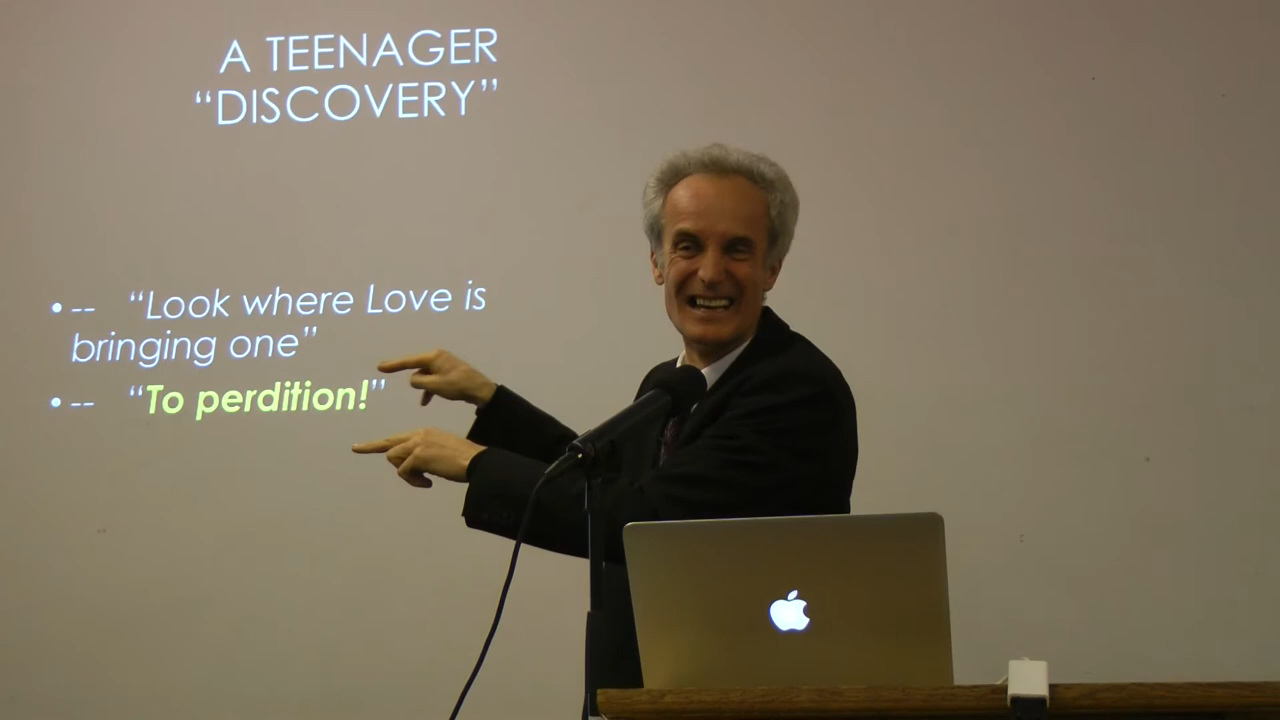 A TEENAGER
“DISCOVERY”
• -- “Look where Love is
bringing one”
• -- “To perdition!”